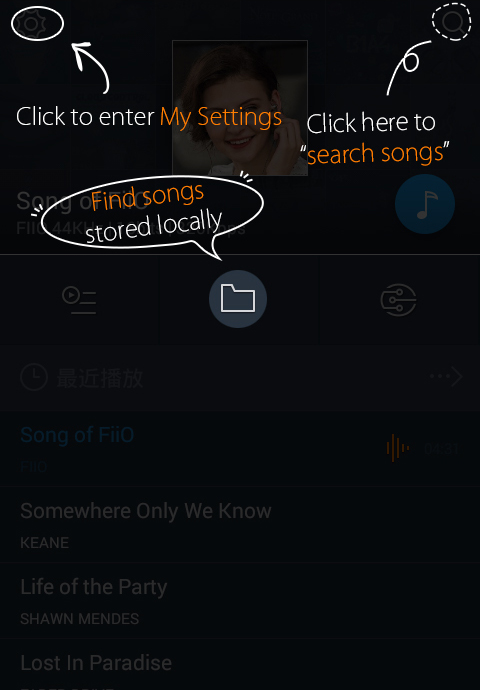 Click to enter My Settings
Click here to
“search songs”
Find songs
stored locally
Song of FiiO
最近播放
Song of FiiO
FIIO
Somewhere Only We Know
KEANE
Life of the Party
SHAWN MENDES
Lost In Paradise